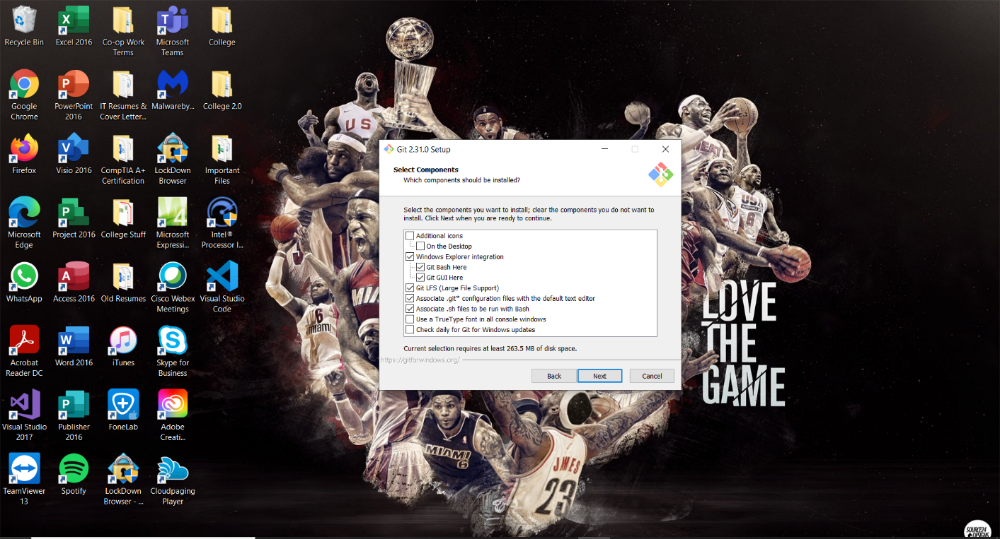 Recycle Bin
Excel 2016
Co-op Work
Terms
Microsoft
Teams
College
Google
Chrome
PowerPoint
2016
IT Resumes &
Cover Letter...
Malwareby...
College 2.0
Firefox
Visio 2016
CompTIA A+
Certification
LockDown
Browser
Important
Files
Microsoft
Edge
Project 2016
College Stuff
Microsoft
Expressi...
Intel®
Processor I...
WhatsApp
Access 2016
Old Resumes
Cisco Webex
Meetings
Visual Studio
Code
Acrobat
Reader DC
Word 2016
iTunes
Skype for
Business
Visual Studio
2017
Publisher
2016
FoneLab
Adobe
Creati...
TeamViewer
13
Spotify
LockDown
Browser - ...
Cloudpaging
Player
Git 2.31.0 Setup
Select Components
Which components should be installed?
Select the components you want to install; clear the components you do not want to
install. Click Next when you are ready to continue.
Additional icons
On the Desktop
Windows Explorer integration
Git Bash Here
Git GUI Here
Git LFS (Large File Support)
Associate .git* configuration files with the default text editor
Associate .sh files to be run with Bash
Use a TrueType font in all console windows
Check daily for Git for Windows updates
Current selection requires at least 263.5 MB of disk space.
https://gitforwindows.org/
Back
Next
Cancel
US
HEAT
USA
6
MIAMI
6
MIAMI
6
JAMES
23
LOVE
THE
GAME
SOURCE24
DESIGNS